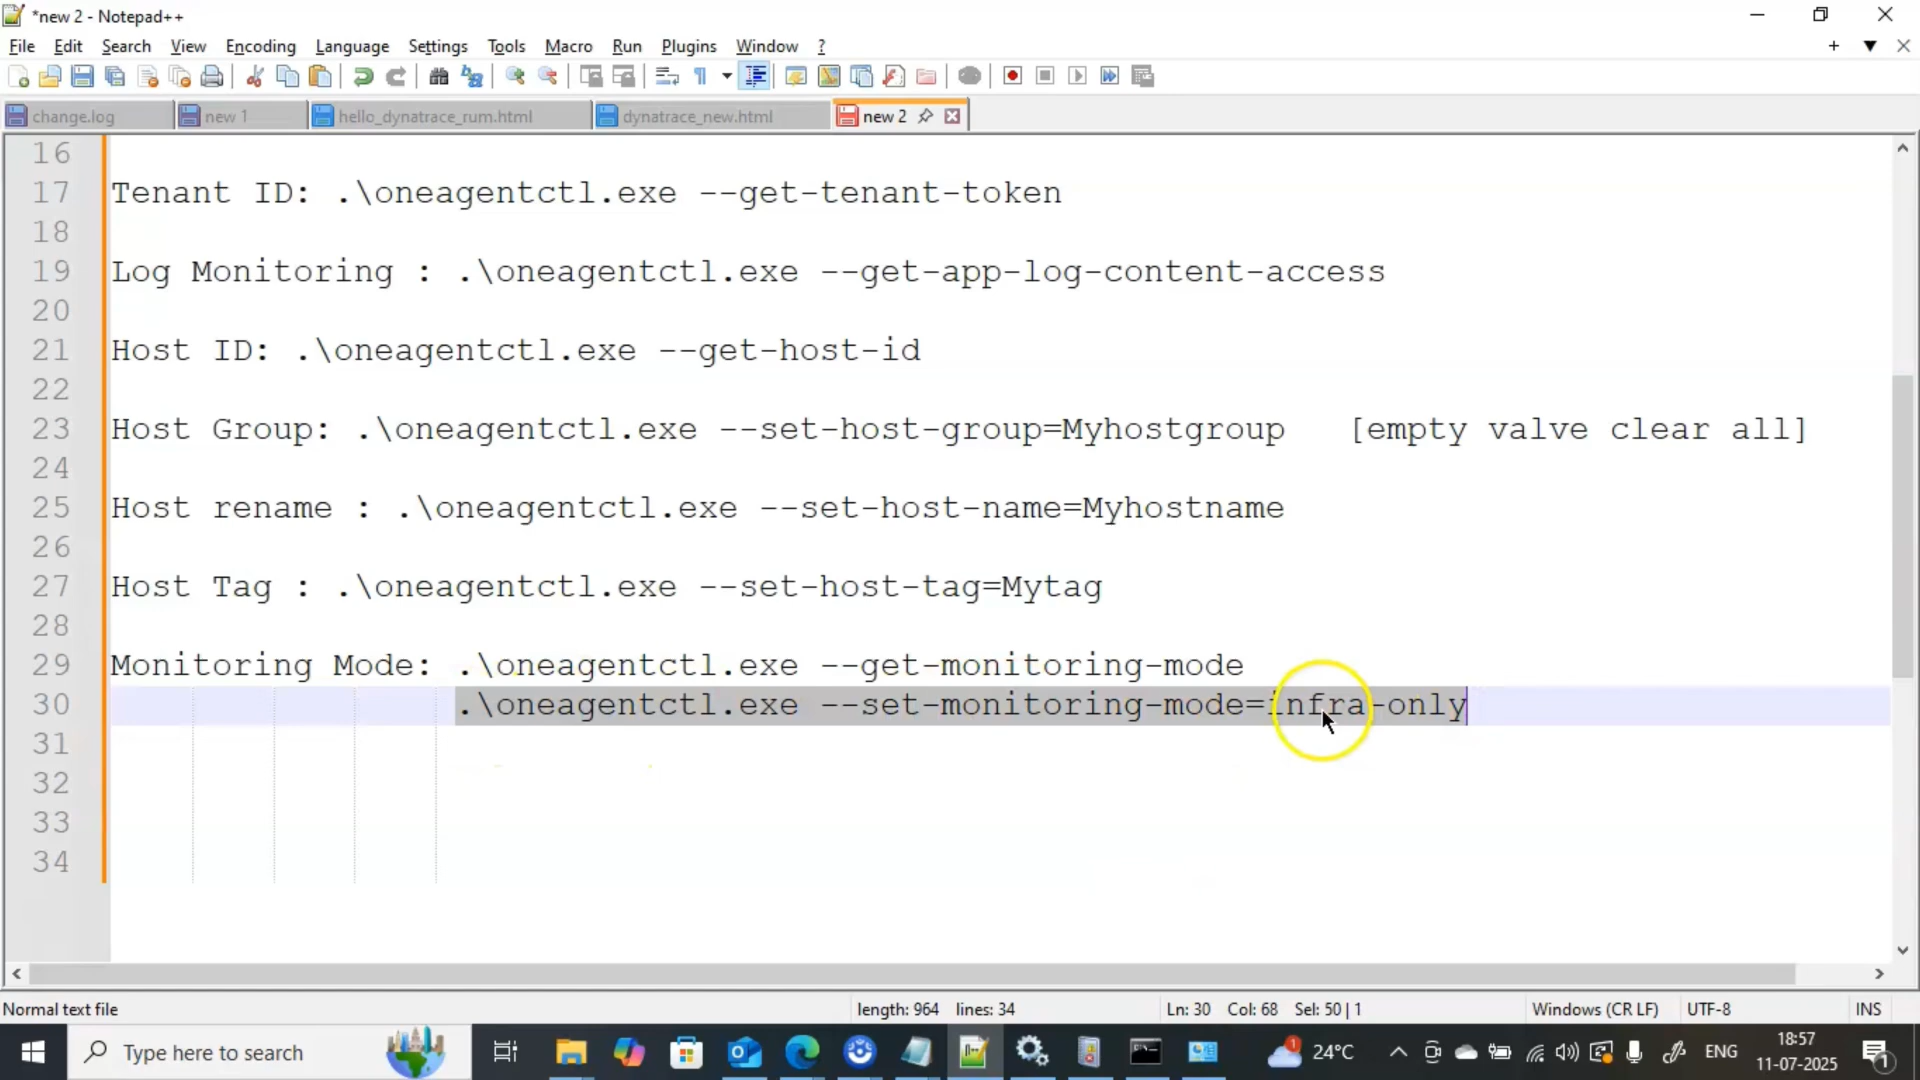 *new 2 - Notepad++
File Edit Search View Encoding Language Settings Tools Macro Run Plugins Window ?
change.log new 1 hello_dynatrace_rum.html dynatrace_new.html new 2
16
17 Tenant ID: .\oneagentctl.exe --get-tenant-token
18
19 Log Monitoring : .\oneagentctl.exe --get-app-log-content-access
20
21 Host ID: .\oneagentctl.exe --get-host-id
22
23 Host Group: .\oneagentctl.exe --set-host-group=Myhostgroup [empty valve clear all]
24
25 Host rename : .\oneagentctl.exe --set-host-name=Myhostname
26
27 Host Tag : .\oneagentctl.exe --set-host-tag=Mytag
28
29 Monitoring Mode: .\oneagentctl.exe --get-monitoring-mode
30 .\oneagentctl.exe --set-monitoring-mode=infra-only
31
32
33
34
Normal text file length: 964 lines: 34 Ln: 30 Col: 68 Sel: 50 | 1 Windows (CR LF) UTF-8 INS
Type here to search 24°C ENG 18:57
11-07-2025 1